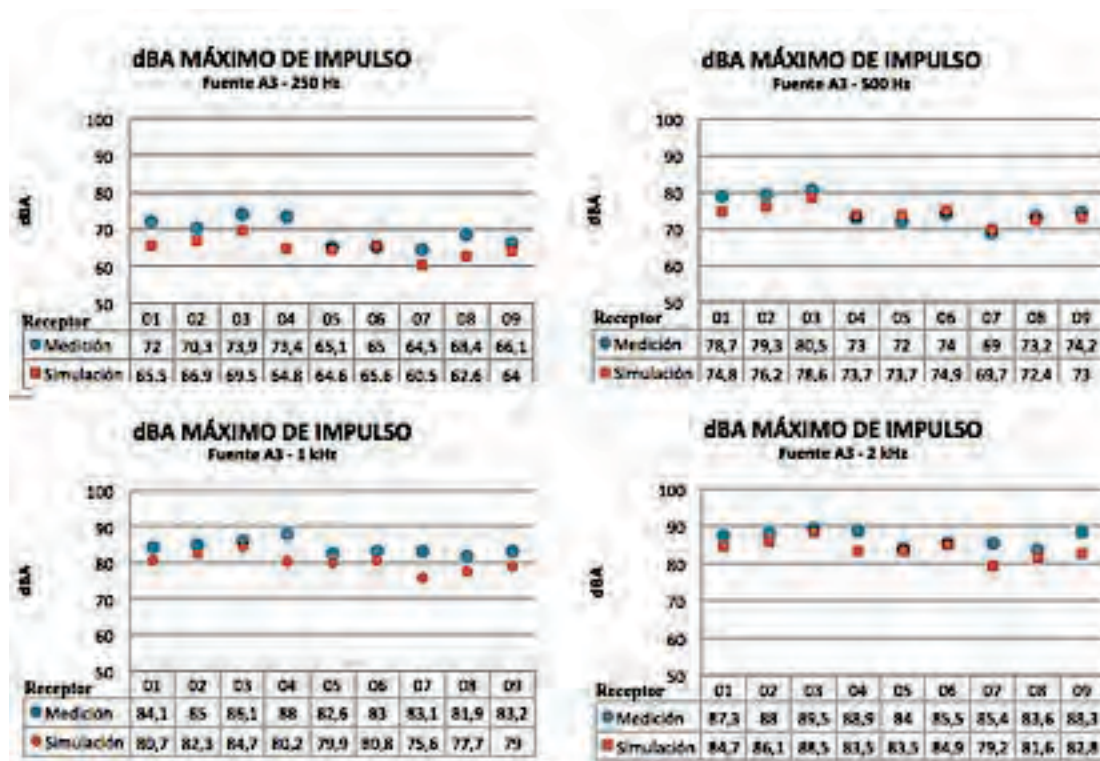 dBA MÁXIMO DE IMPULSO
Fuente A3 - 250 Hz
100
90
80
70
60
50
dBA
Receptor 01 02 03 04 05 06 07 08 09
Medición 72 70,3 73,9 73,4 65,1 65 64,5 68,4 66,1
Simulación 65,5 66,9 69,5 64,8 64,6 65,6 60,5 62,6 64
dBA MÁXIMO DE IMPULSO
Fuente A3 - 500 Hz
100
90
80
70
60
50
dBA
Receptor 01 02 03 04 05 06 07 08 09
Medición 78,7 79,3 80,5 73 72 74 69 73,2 74,2
Simulación 74,8 76,2 78,6 73,7 73,7 74,9 69,7 72,4 73
dBA MÁXIMO DE IMPULSO
Fuente A3 - 1 kHz
100
90
80
70
60
50
dBA
Receptor 01 02 03 04 05 06 07 08 09
Medición 84,1 85 86,1 88 82,6 83 83,1 81,9 83,2
Simulación 80,7 82,3 84,7 80,2 79,9 80,8 75,6 77,7 79
dBA MÁXIMO DE IMPULSO
Fuente A3 - 2 kHz
100
90
80
70
60
50
dBA
Receptor 01 02 03 04 05 06 07 08 09
Medición 87,3 88 89,5 88,9 84 85,5 85,4 83,6 88,3
Simulación 84,7 86,1 88,5 83,5 83,5 84,9 79,2 81,6 82,8